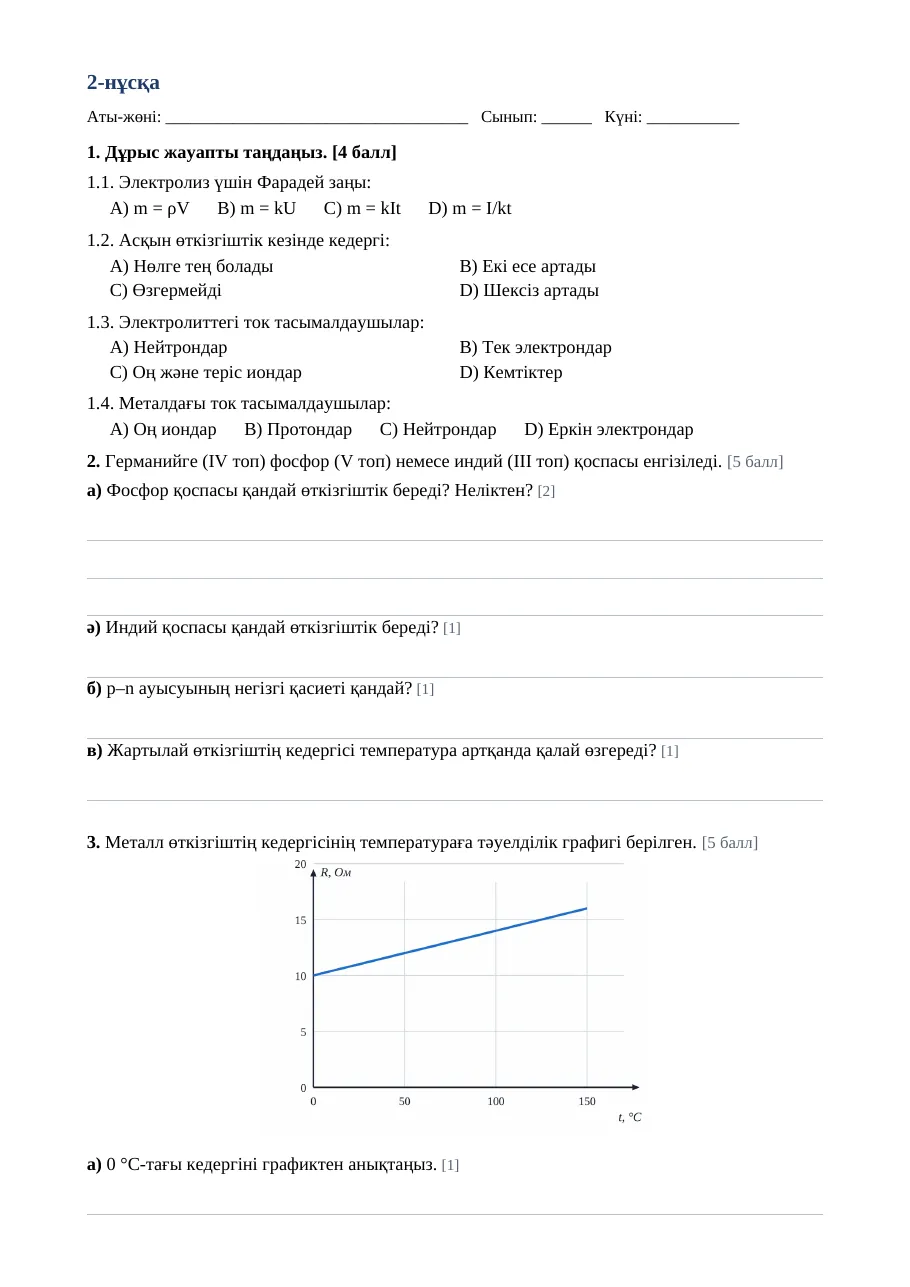 2-нұсқа
Аты-жөні: ____________________________________ Сынып: ______ Күні: ___________
1. Дұрыс жауапты таңдаңыз. [4 балл]
1.1. Электролиз үшін Фарадей заңы:
A) m = ρV B) m = kU C) m = kIt D) m = I/kt
1.2. Асқын өткізгіштік кезінде кедергі:
A) Нөлге тең болады B) Екі есе артады
C) Өзгермейді D) Шексіз артады
1.3. Электролиттегі ток тасымалдаушылар:
A) Нейтрондар B) Тек электрондар
C) Оң және теріс иондар D) Кемтіктер
1.4. Металдағы ток тасымалдаушылар:
A) Оң иондар B) Протондар C) Нейтрондар D) Еркін электрондар
2. Германийге (IV топ) фосфор (V топ) немесе индий (III топ) қоспасы енгізіледі. [5 балл]
а) Фосфор қоспасы қандай өткізгіштік береді? Неліктен? [2]
ә) Индий қоспасы қандай өткізгіштік береді? [1]
б) p–n ауысуының негізгі қасиеті қандай? [1]
в) Жартылай өткізгіштің кедергісі температура артқанда қалай өзгереді? [1]
3. Металл өткізгіштің кедергісінің температураға тәуелділік графигі берілген. [5 балл]
20
R, Ом
15
10
5
0
0 50 100 150
t, °C
а) 0 °C-тағы кедергіні графиктен анықтаңыз. [1]